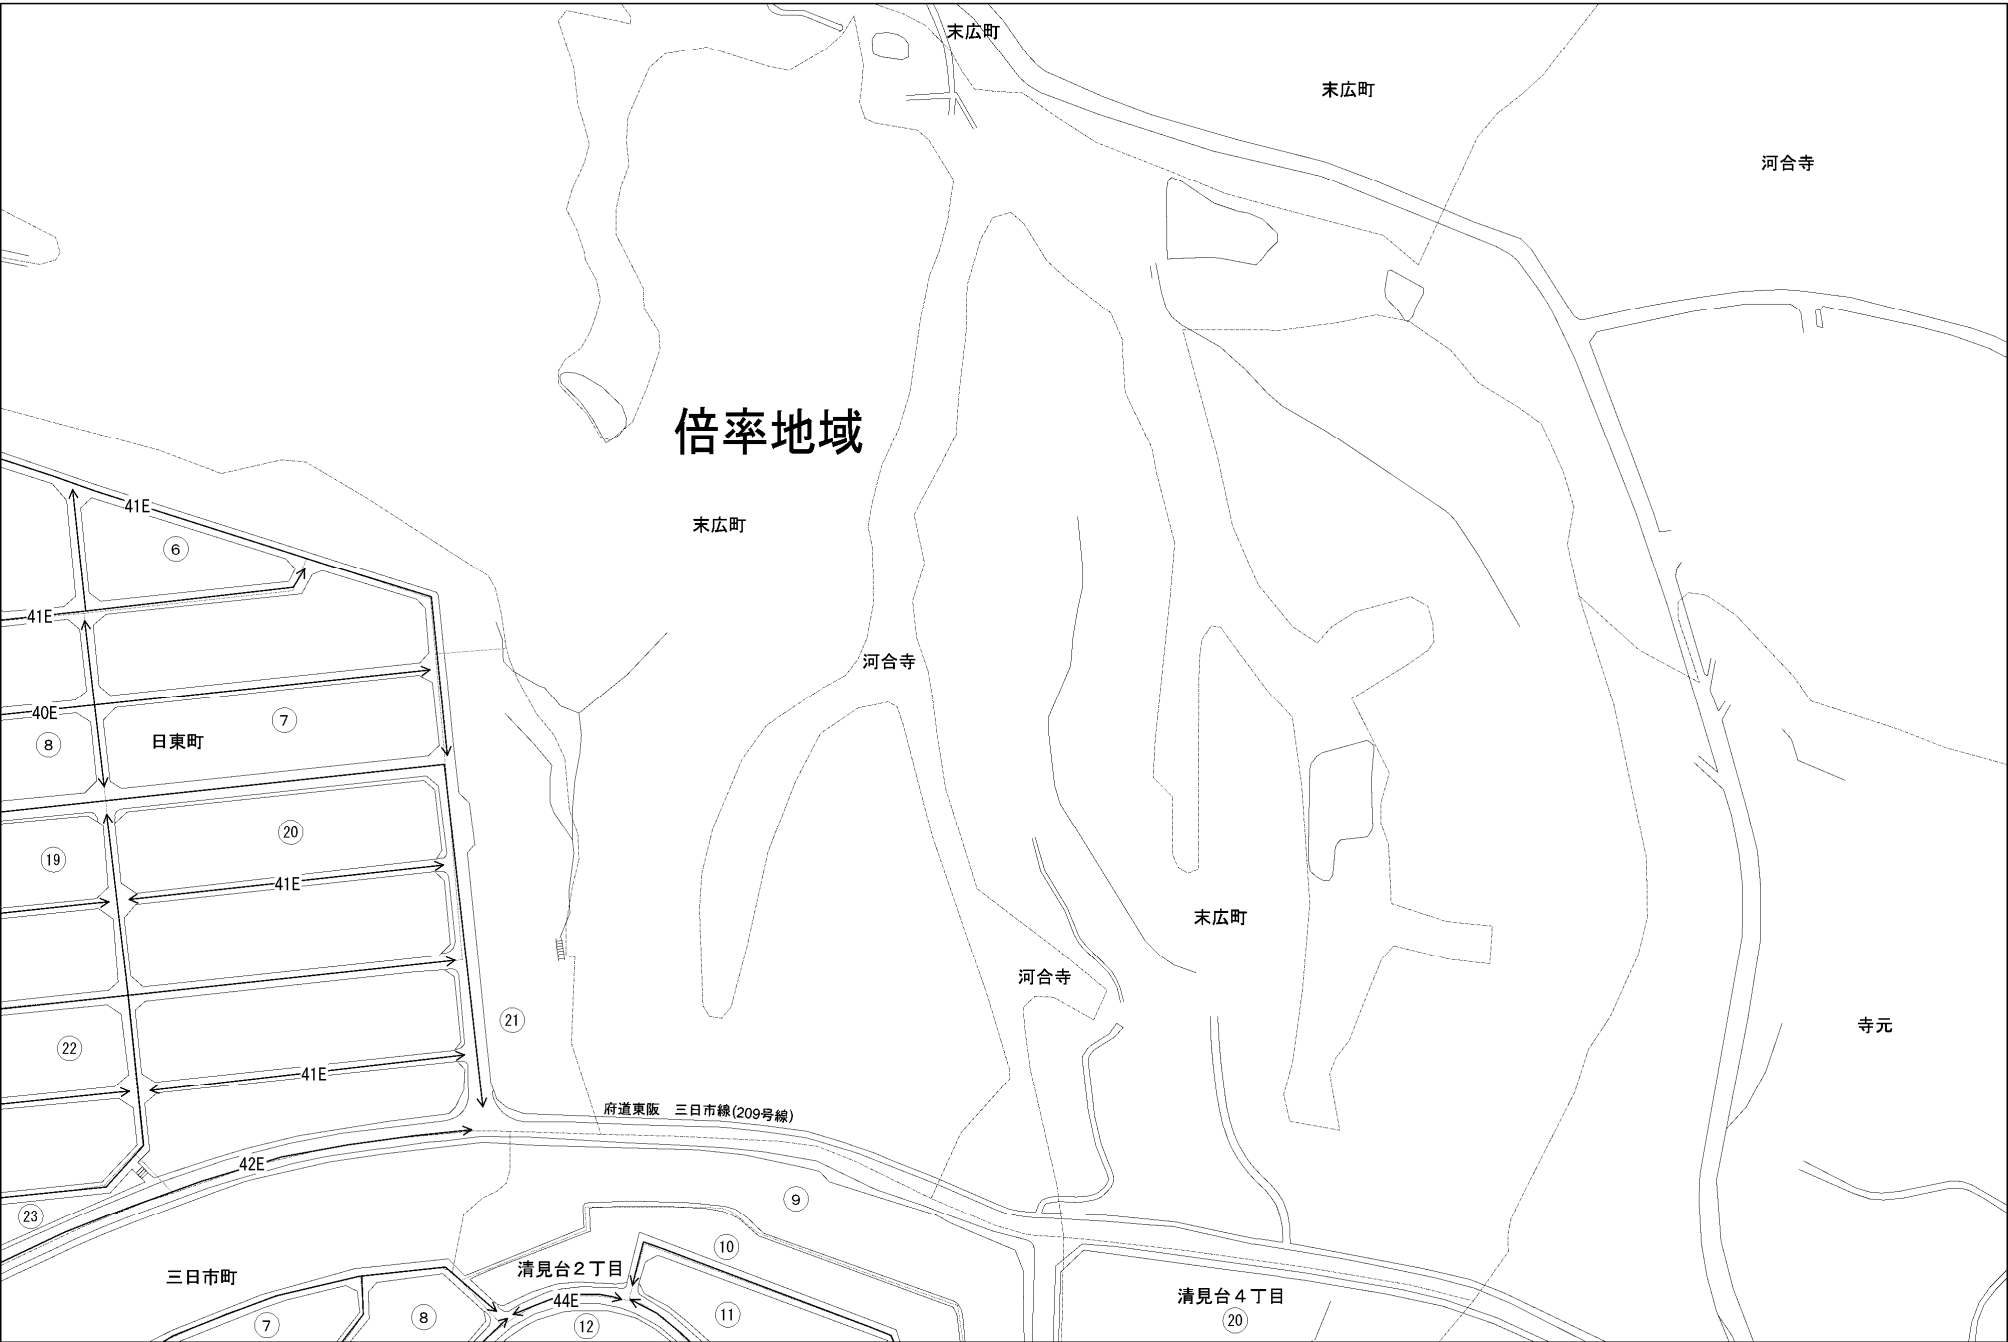 末広町
末広町
河合寺
倍率地域
41E
末広町
6
41E
河合寺
40E
7
日東町
8
20
19
41E
末広町
河合寺
21
寺元
22
41E
府道東阪 三日市線(209号線)
42E
9
23
10
清見台2丁目
三日市町
清見台4丁目
44E
11
8
20
7
12